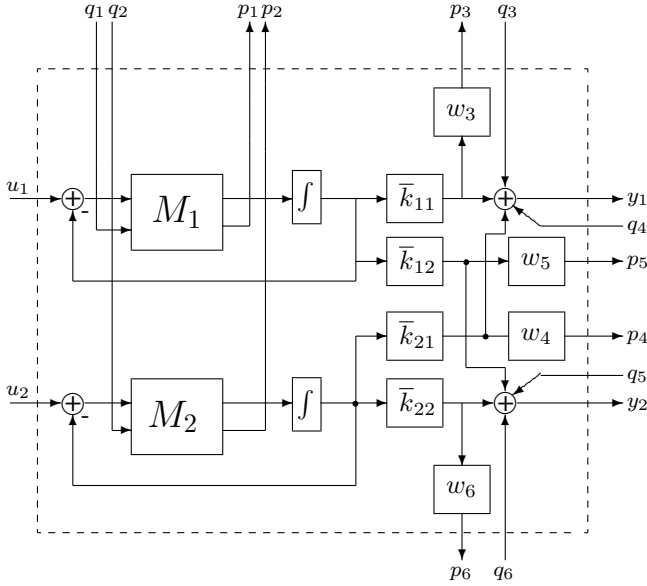 q₁ q₂ p₁ p₂ p₃ q₃
w₃
u₁ + - M₁ ∫ k̅₁₁ + y₁
q₄
k̅₁₂ w₅ p₅
k̅₂₁ w₄ p₄
q₅
u₂ + - M₂ ∫ k̅₂₂ + y₂
w₆
p₆ q₆